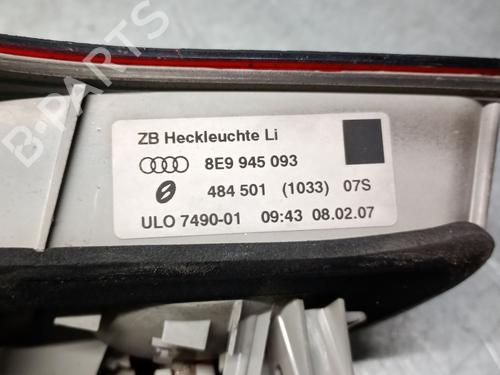 B-PARTS
ZB Heckleuchte Li
8E9 945 093
484 501 (1033) 07S
ULO 7490-01 09:43 08.02.07